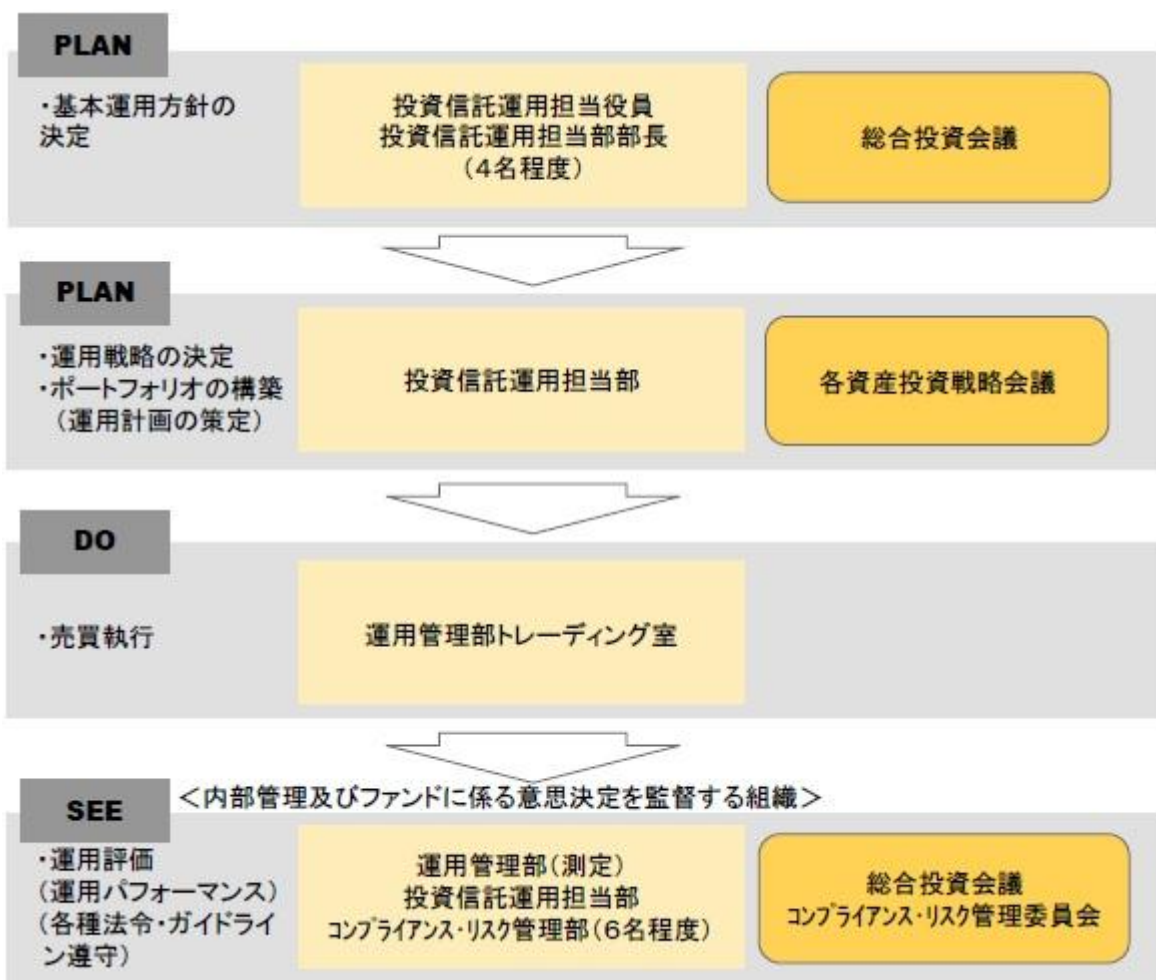 PLAN
・基本運用方針の
決定
投資信託運用担当役員
投資信託運用担当部部長
(4名程度)
総合投資会議
PLAN
・運用戦略の決定
・ポートフォリオの構築
(運用計画の策定)
投資信託運用担当部
各資産投資戦略会議
DO
・売買執行
運用管理部トレーディング室
SEE
＜内部管理及びファンドに係る意思決定を監督する組織＞
・運用評価
(運用パフォーマンス)
(各種法令・ガイドライ
ン遵守)
運用管理部(測定)
投資信託運用担当部
コンプライアンス・リスク管理部(6名程度)
総合投資会議
コンプライアンス・リスク管理委員会